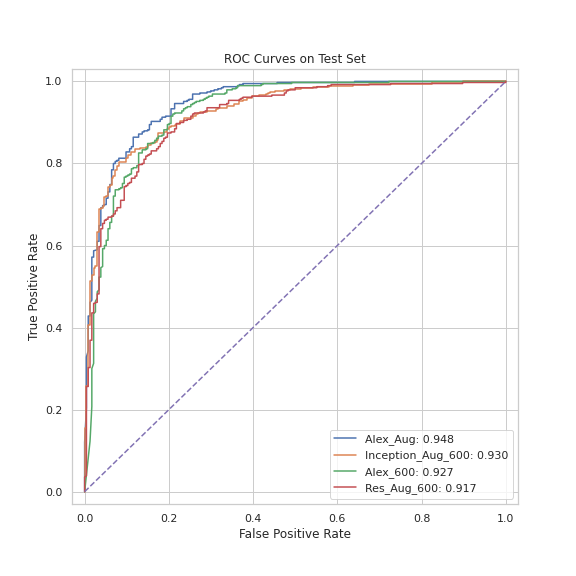 ROC Curves on Test Set
True Positive Rate
1.0
0.8
0.6
0.4
0.2
0.0
Alex_Aug: 0.948
Inception_Aug_600: 0.930
Alex_600: 0.927
Res_Aug_600: 0.917
0.0 0.2 0.4 0.6 0.8 1.0
False Positive Rate